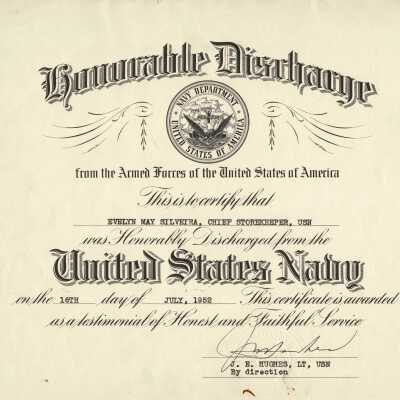 Honorable Discharge
NAVY DEPARTMENT
UNITED STATES OF AMERICA
from the Armed Forces of the United States of America
This is to certify that
EVELYN MAY SILVEIRA, CHIEF STOREKEEPER, USN
was Honorably Discharged from the
United States Navy
on the 16TH day of JULY, 1952 . This certificate is awarded
as a testimonial of Honest and Faithful Service
J. E. HUGHES, LT, USN
By direction